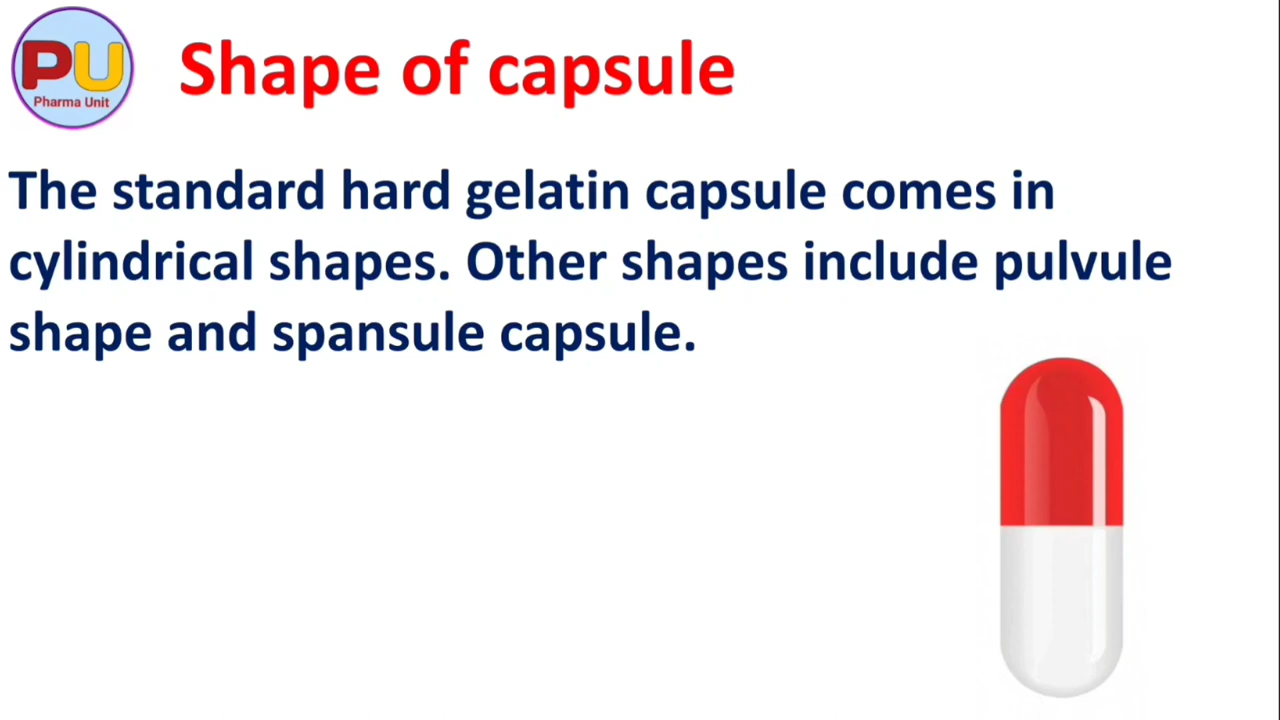 PU
Pharma Unit
Shape of capsule
The standard hard gelatin capsule comes in
cylindrical shapes. Other shapes include pulvule
shape and spansule capsule.